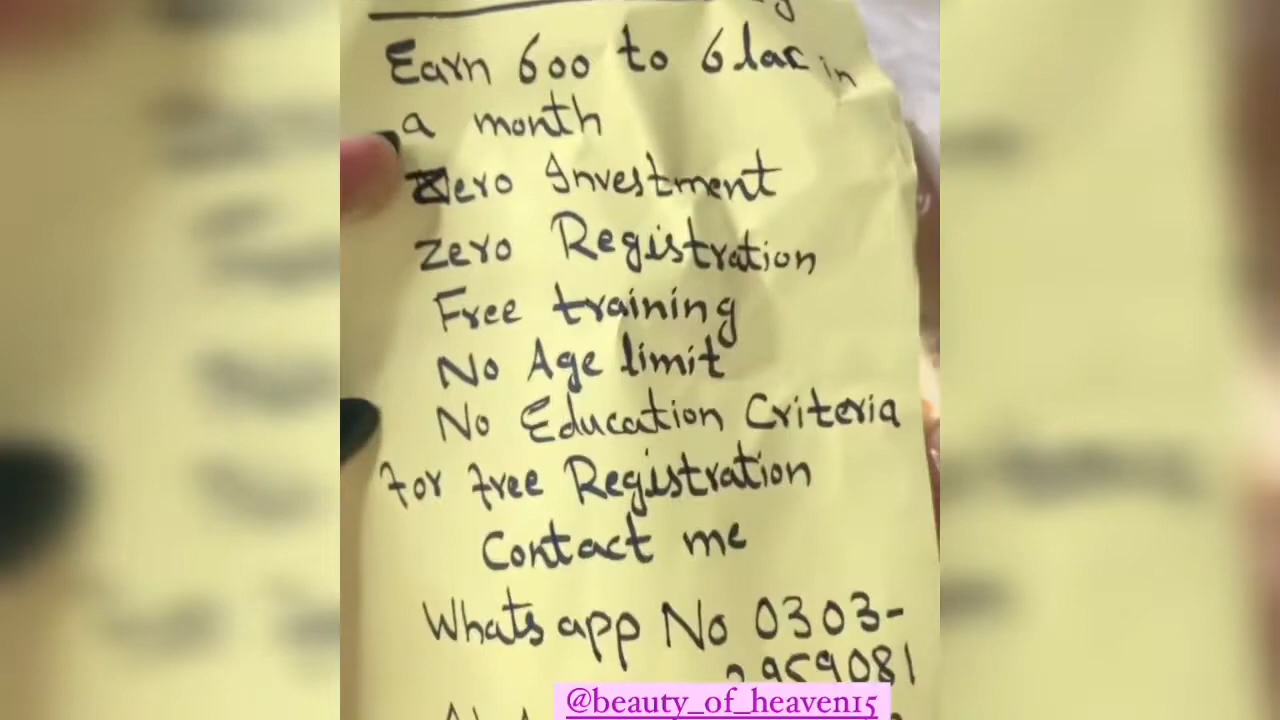 Earn 600 to 6 lac in
a month
Zero Investment
Zero Registration
Free training
No Age limit
No Education Criteria
For free Registration
Contact me
Whats app No 0303-
2959081
@beauty_of_heaven15